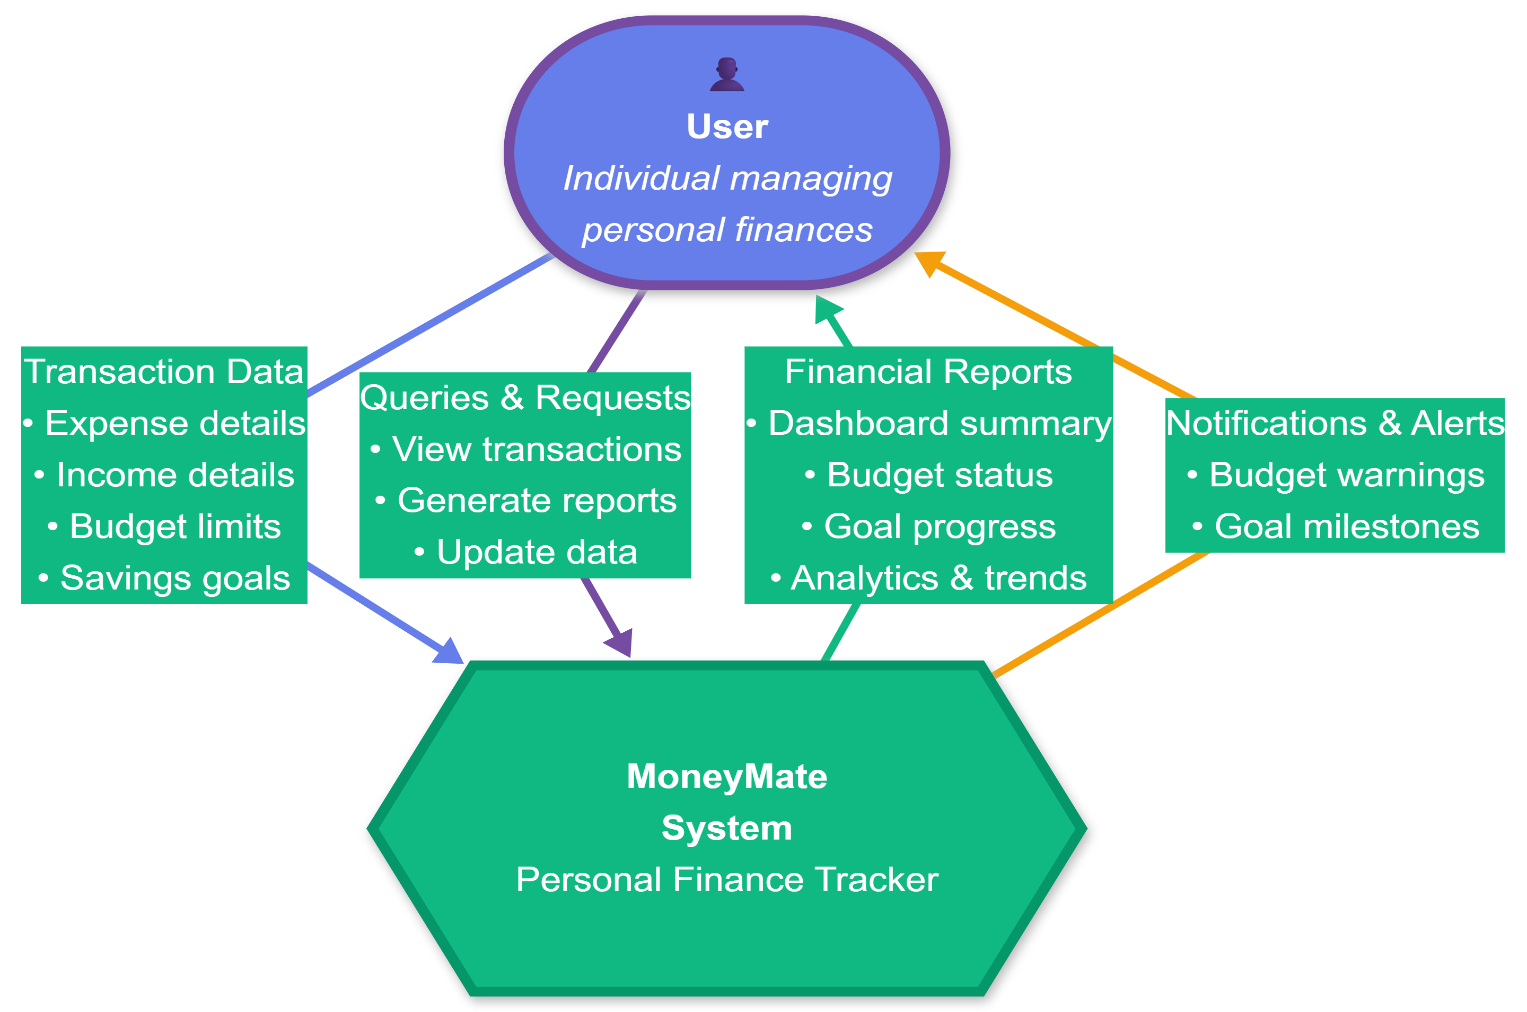 User
Individual managing
personal finances
Transaction Data
• Expense details
• Income details
• Budget limits
• Savings goals
Queries & Requests
• View transactions
• Generate reports
• Update data
Financial Reports
• Dashboard summary
• Budget status
• Goal progress
• Analytics & trends
Notifications & Alerts
• Budget warnings
• Goal milestones
MoneyMate
System
Personal Finance Tracker